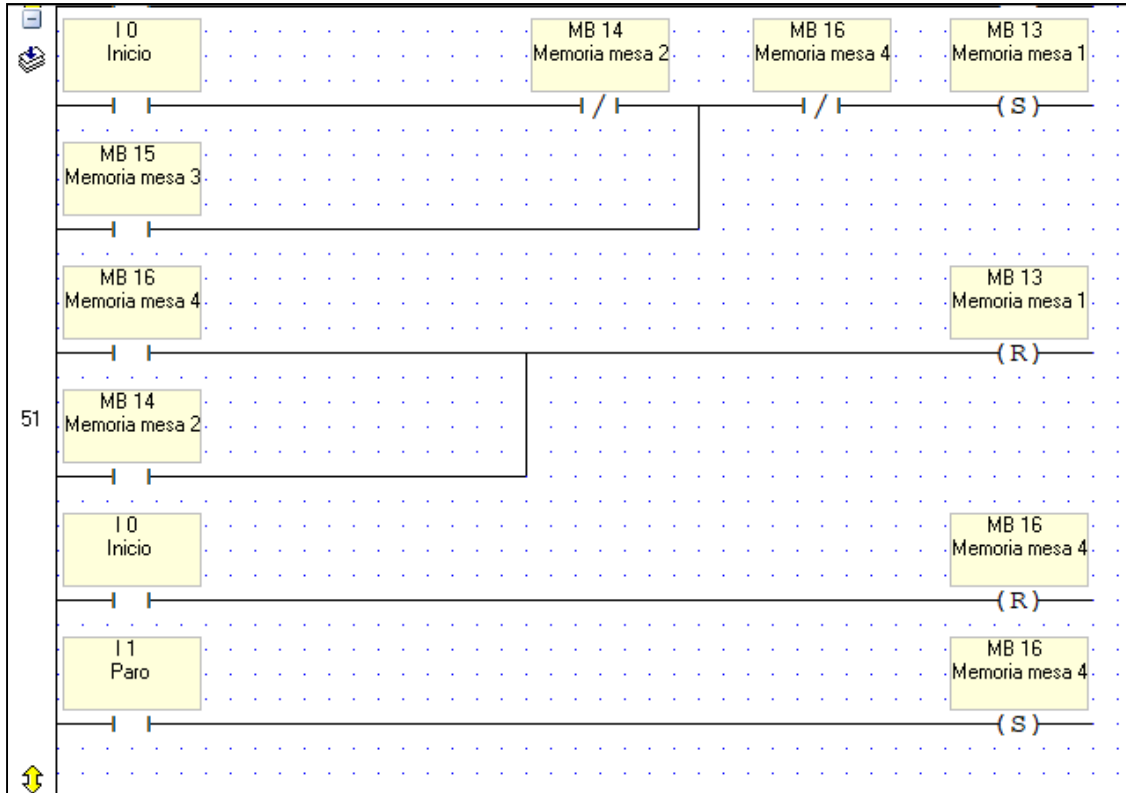 I 0
Inicio
MB 14
Memoria mesa 2
MB 16
Memoria mesa 4
MB 13
Memoria mesa 1
( S )
MB 15
Memoria mesa 3
MB 16
Memoria mesa 4
MB 13
Memoria mesa 1
( R )
51
MB 14
Memoria mesa 2
I 0
Inicio
MB 16
Memoria mesa 4
( R )
I 1
Paro
MB 16
Memoria mesa 4
( S )